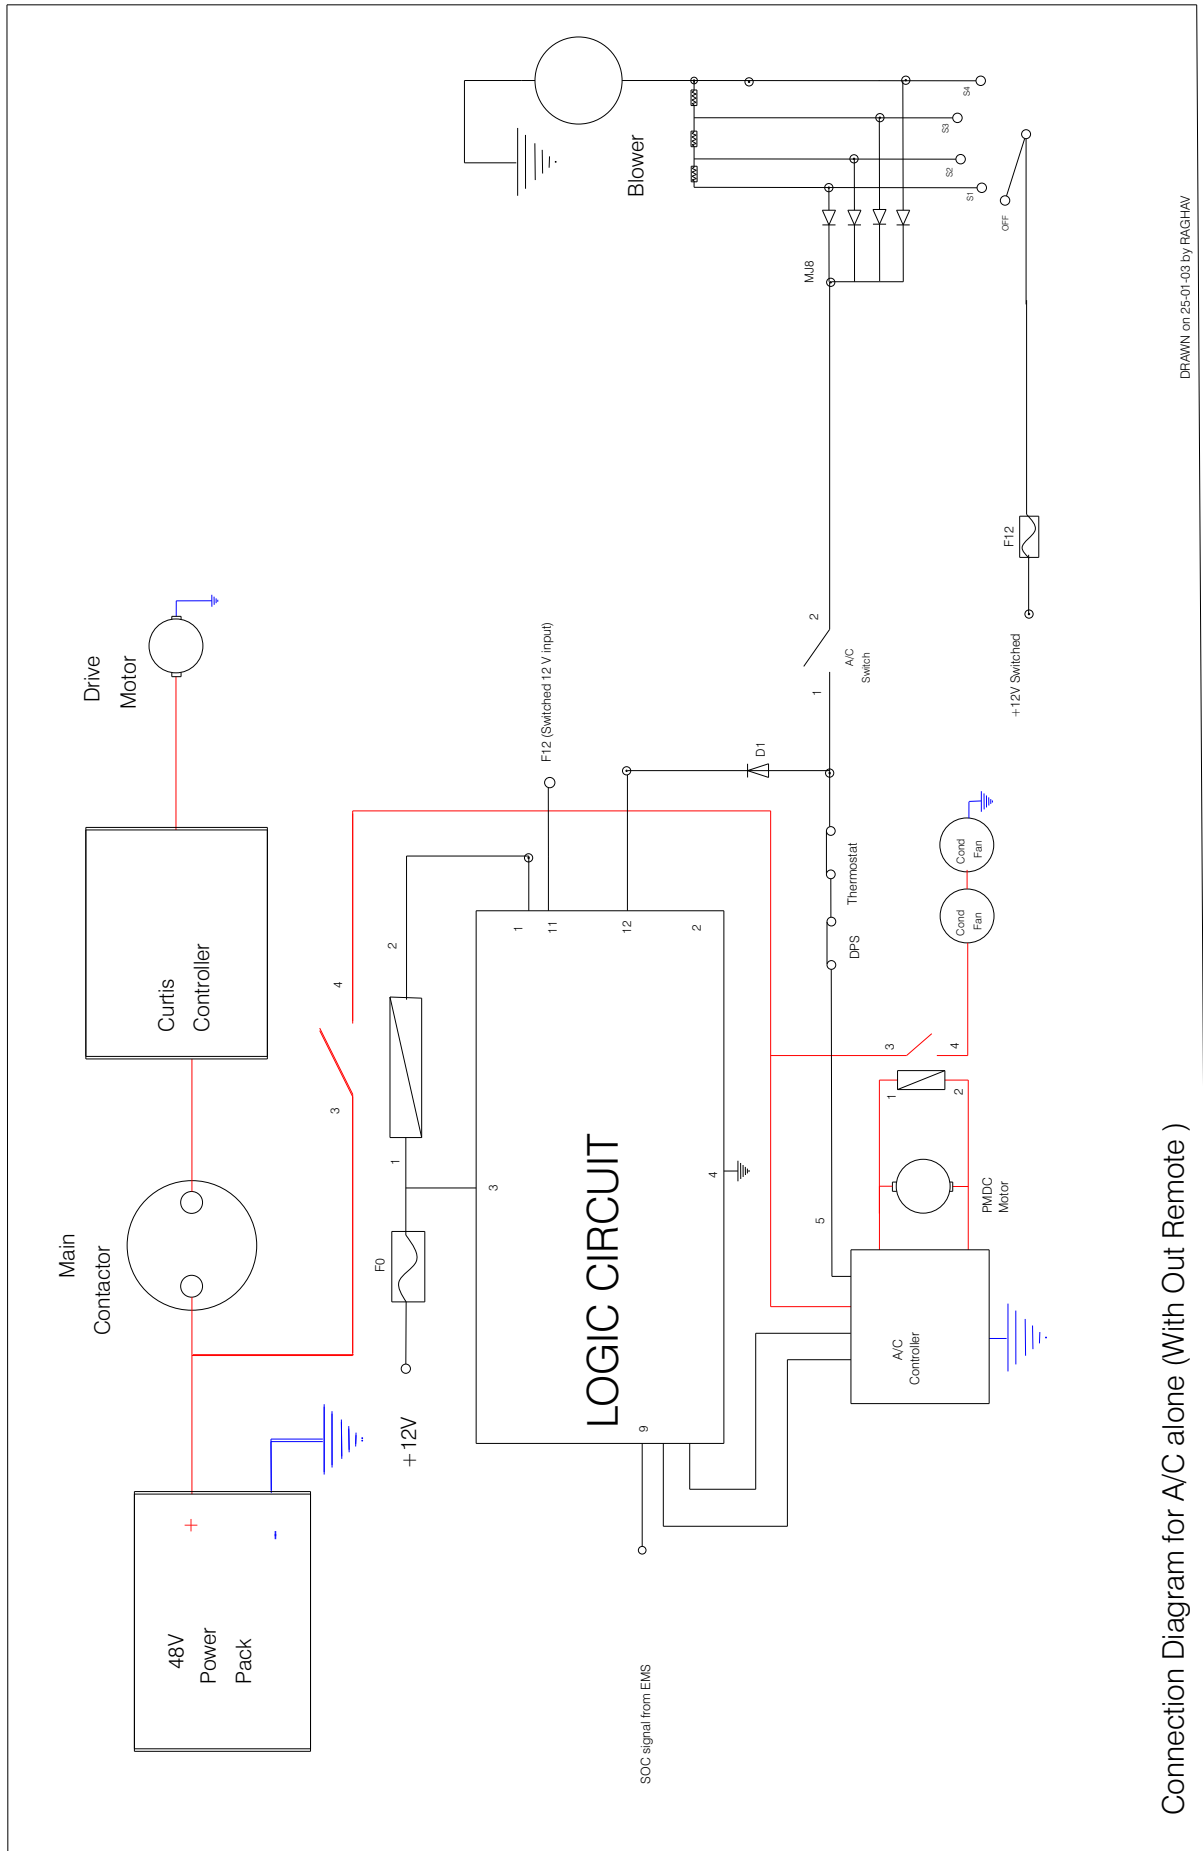 48V
Power
Pack
+
-
Main
Contactor
Curtis
Controller
Drive
Motor
+12V
F0
1
2
3
4
LOGIC CIRCUIT
3
1
11
12
2
4
9
F12 (Switched 12 V input)
SOC signal from EMS
A/C
Controller
5
PMDC
Motor
1
2
3
4
Cond
Fan
Cond
Fan
DPS
Thermostat
D1
1
2
A/C
Switch
+12V Switched
F12
MJ8
Blower
S1
S2
S3
S4
OFF
DRAWN on 25-01-03 by RAGHAV
Connection Diagram for A/C alone (With Out Remote )